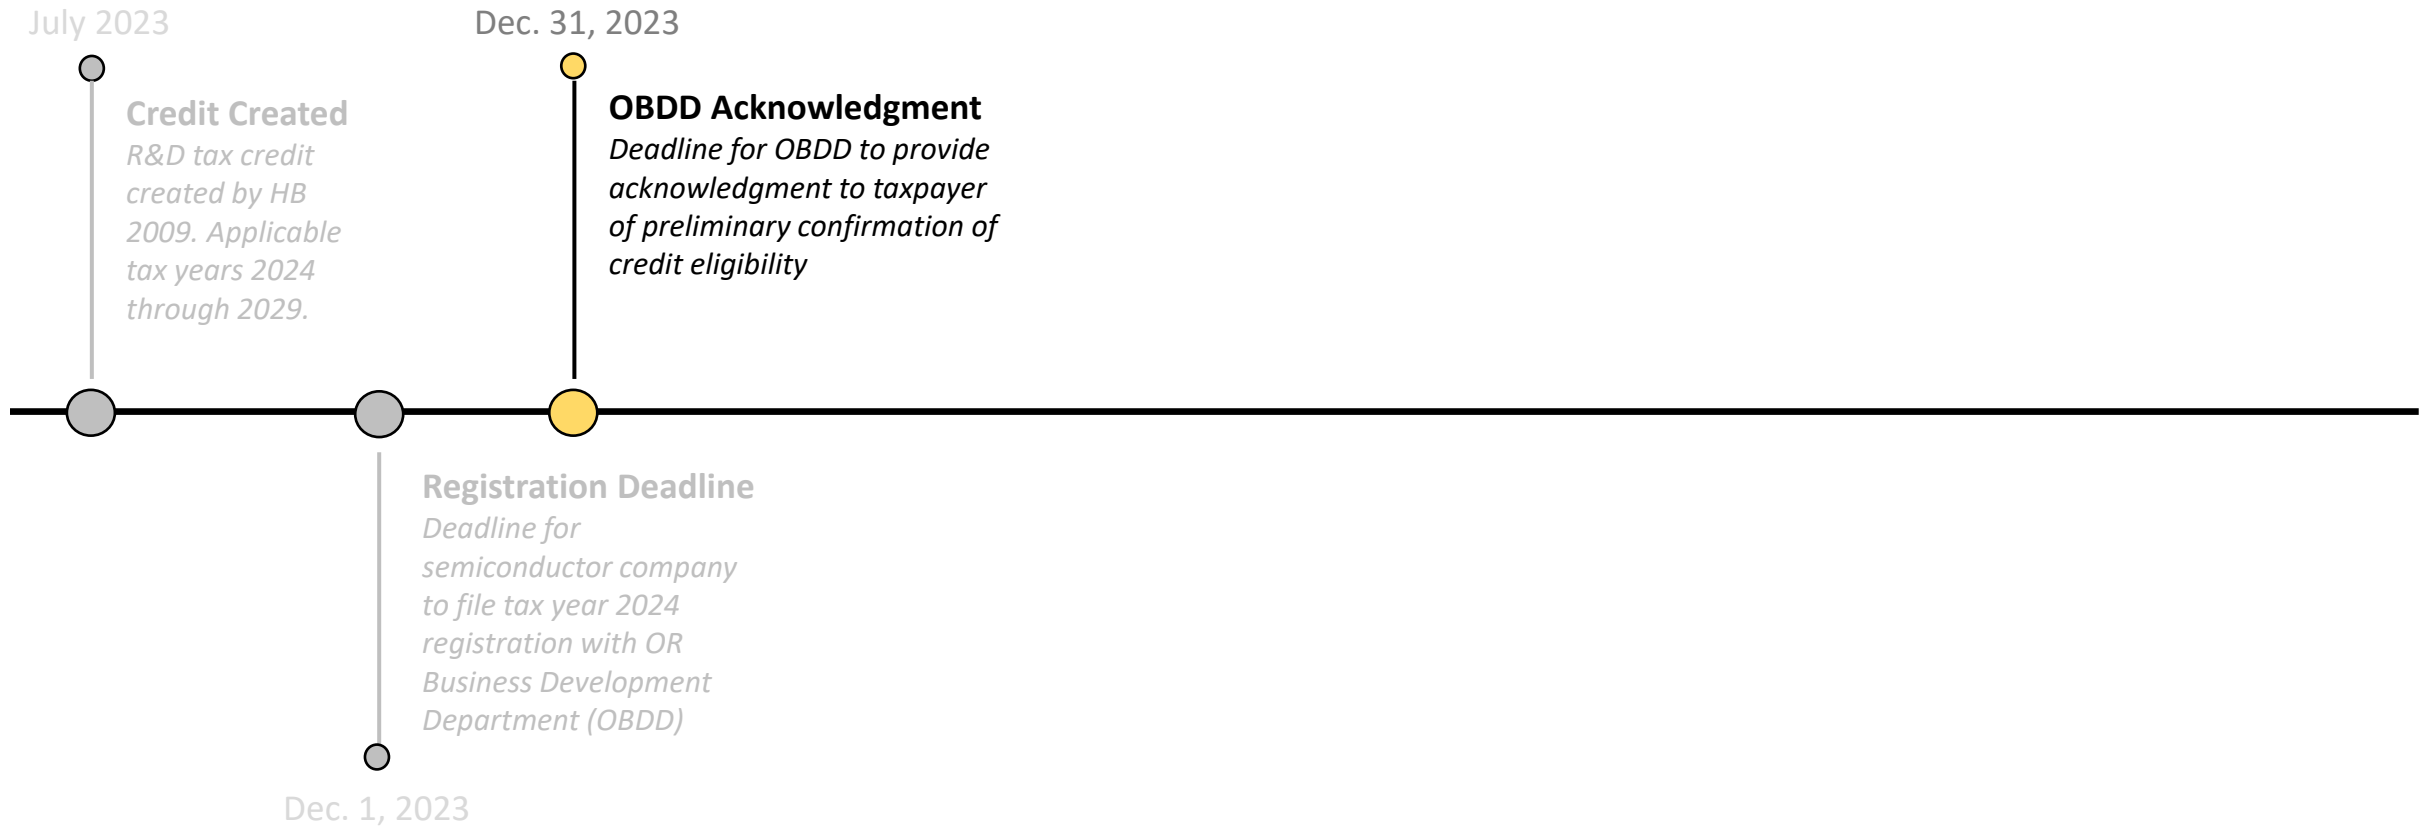 July 2023
Credit Created
R&D tax credit
created by HB
2009. Applicable
tax years 2024
through 2029.
Dec. 31, 2023
OBDD Acknowledgment
Deadline for OBDD to provide
acknowledgment to taxpayer
of preliminary confirmation of
credit eligibility
Registration Deadline
Deadline for
semiconductor company
to file tax year 2024
registration with OR
Business Development
Department (OBDD)
Dec. 1, 2023